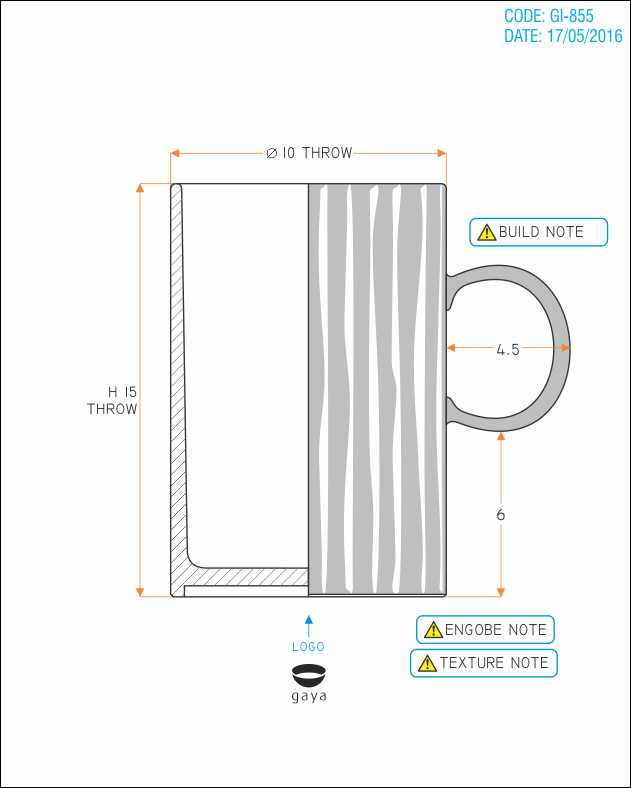 CODE: GI-855
DATE: 17/05/2016
Ø 10 THROW
BUILD NOTE
4.5
H 15
THROW
6
ENGOBE NOTE
LOGO
TEXTURE NOTE
gaya